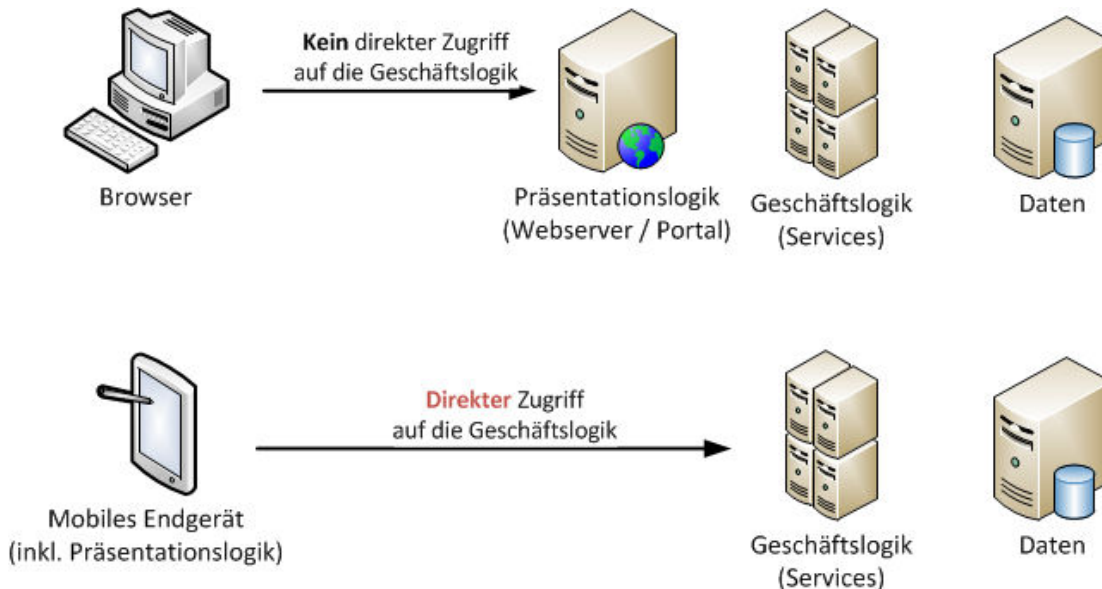 Kein direkter Zugriff
auf die Geschäftslogik
Browser
Präsentationslogik
(Webserver / Portal)
Geschäftslogik
(Services)
Daten
Direkter Zugriff
auf die Geschäftslogik
Mobiles Endgerät
(inkl. Präsentationslogik)
Geschäftslogik
(Services)
Daten